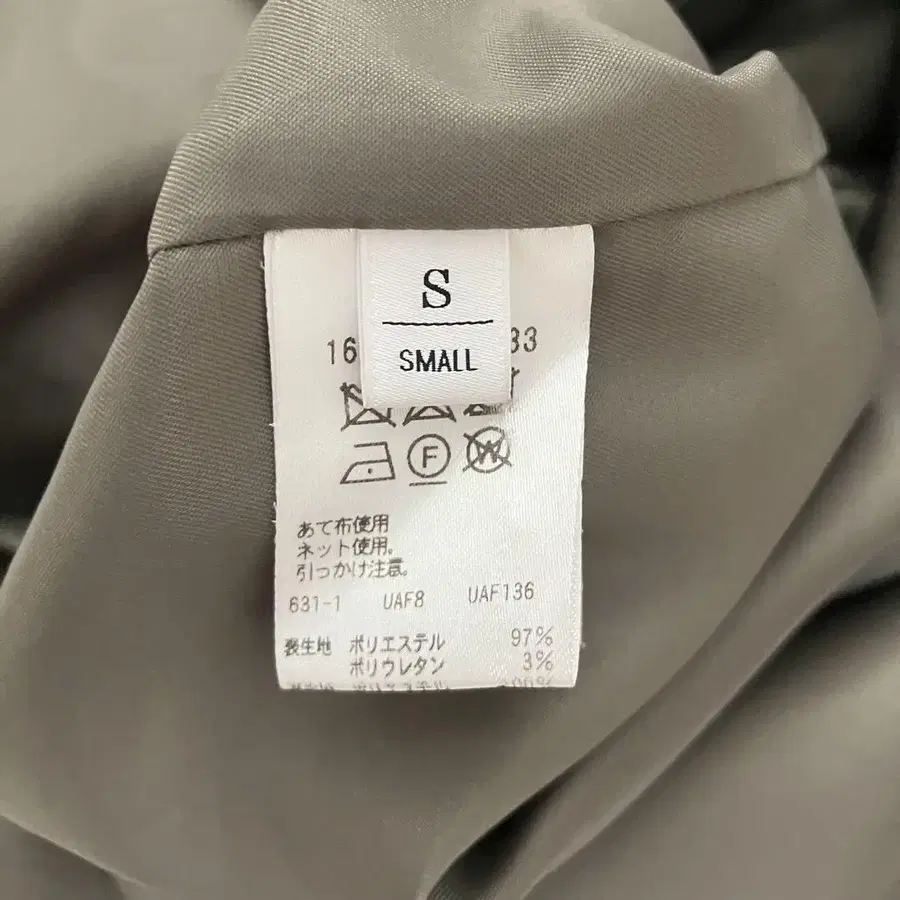 S
SMALL
16
33
F
W
あて布使用
ネット使用.
引っかけ注意.
631-1 UAF8 UAF136
表生地 ポリエステル 97%
ポリウレタン 3%